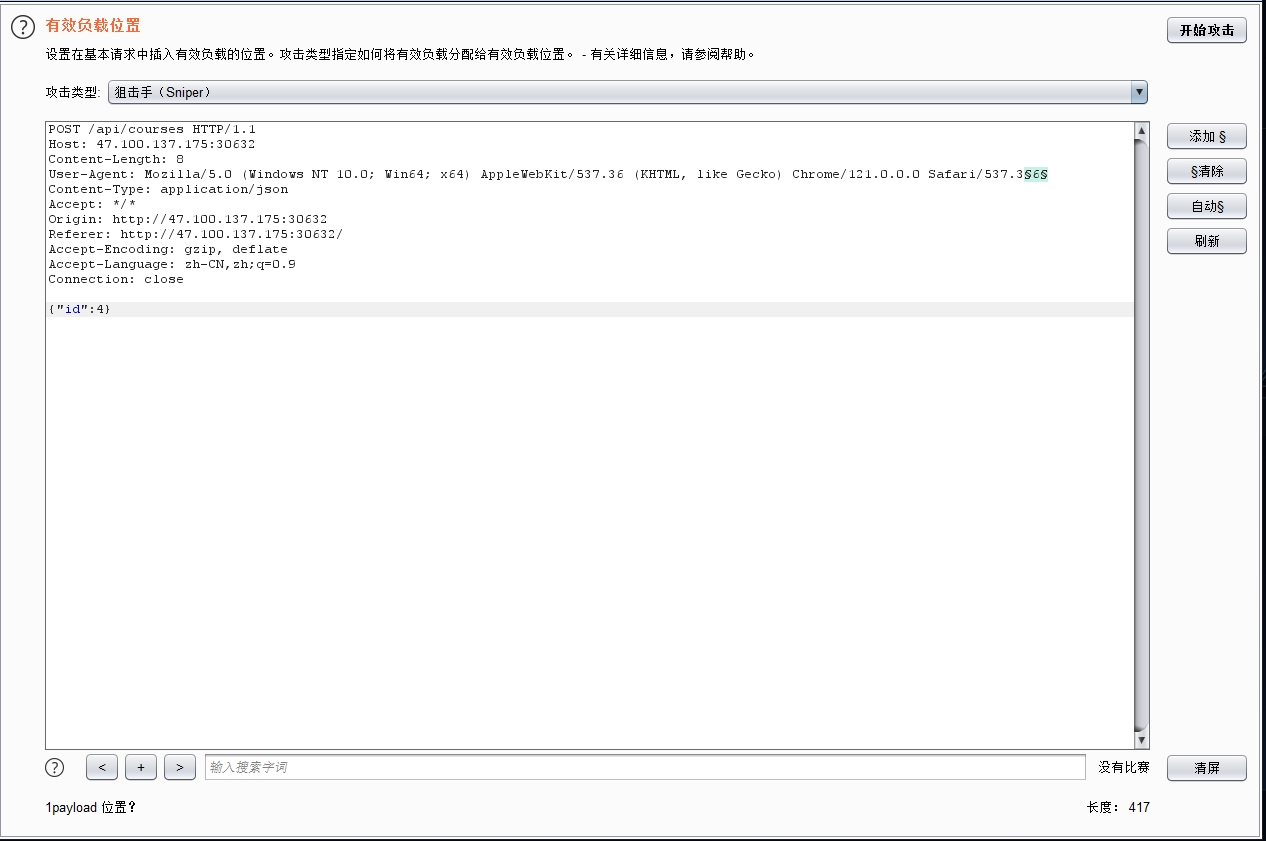 ? 有效负载位置
开始攻击
设置在基本请求中插入有效负载的位置。攻击类型指定如何将有效负载分配给有效负载位置。 - 有关详细信息，请参阅帮助。
攻击类型: 狙击手（Sniper）
POST /api/courses HTTP/1.1
Host: 47.100.137.175:30632
Content-Length: 8
User-Agent: Mozilla/5.0 (Windows NT 10.0; Win64; x64) AppleWebKit/537.36 (KHTML, like Gecko) Chrome/121.0.0.0 Safari/537.3§6§
Content-Type: application/json
Accept: */*
Origin: http://47.100.137.175:30632
Referer: http://47.100.137.175:30632/
Accept-Encoding: gzip, deflate
Accept-Language: zh-CN,zh;q=0.9
Connection: close
{"id":4}
添加 §
§清除
自动§
刷新
? < + > 输入搜索字词 没有比赛 清屏
1payload 位置? 长度: 417